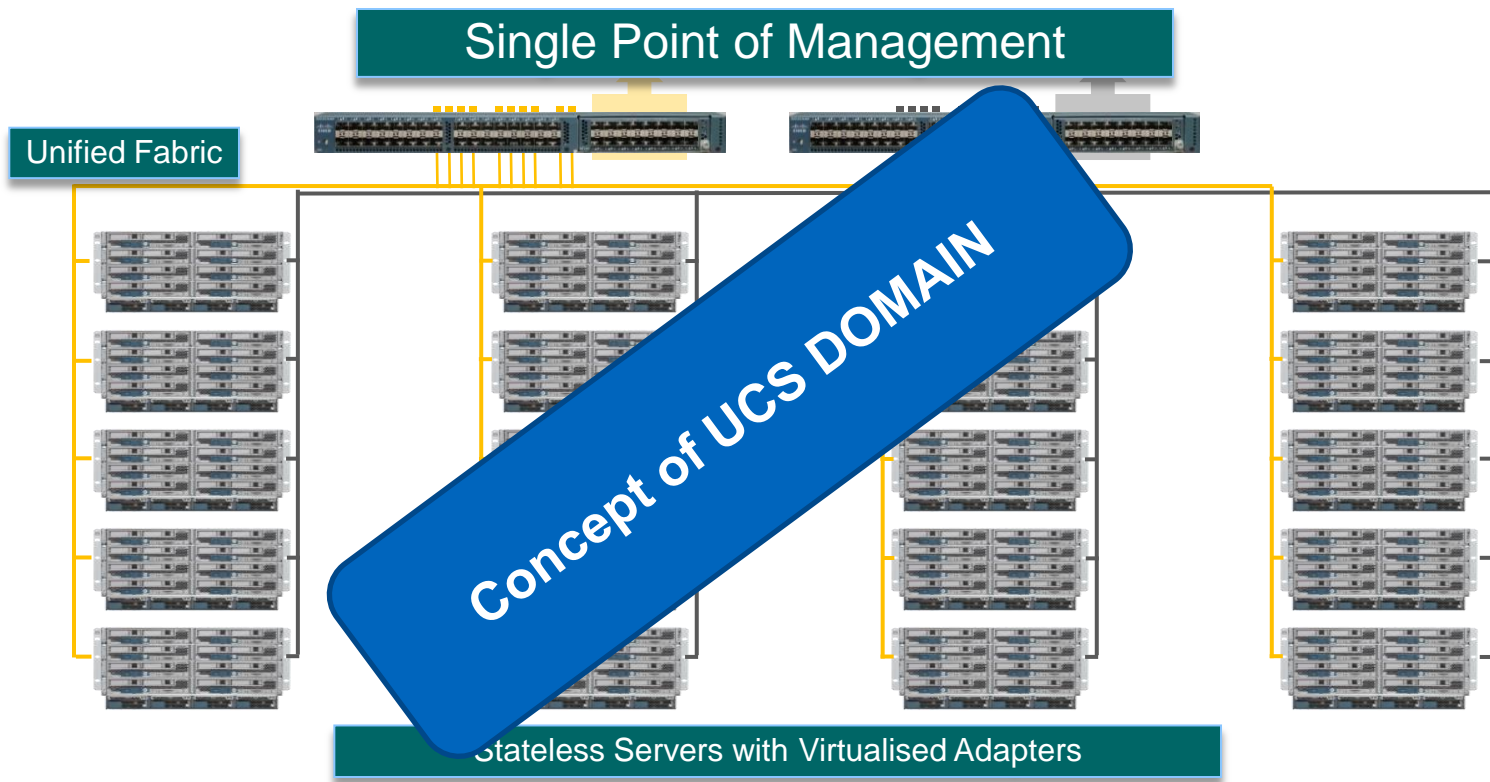 Single Point of Management
Unified Fabric
Concept of UCS DOMAIN
Stateless Servers with Virtualised Adapters